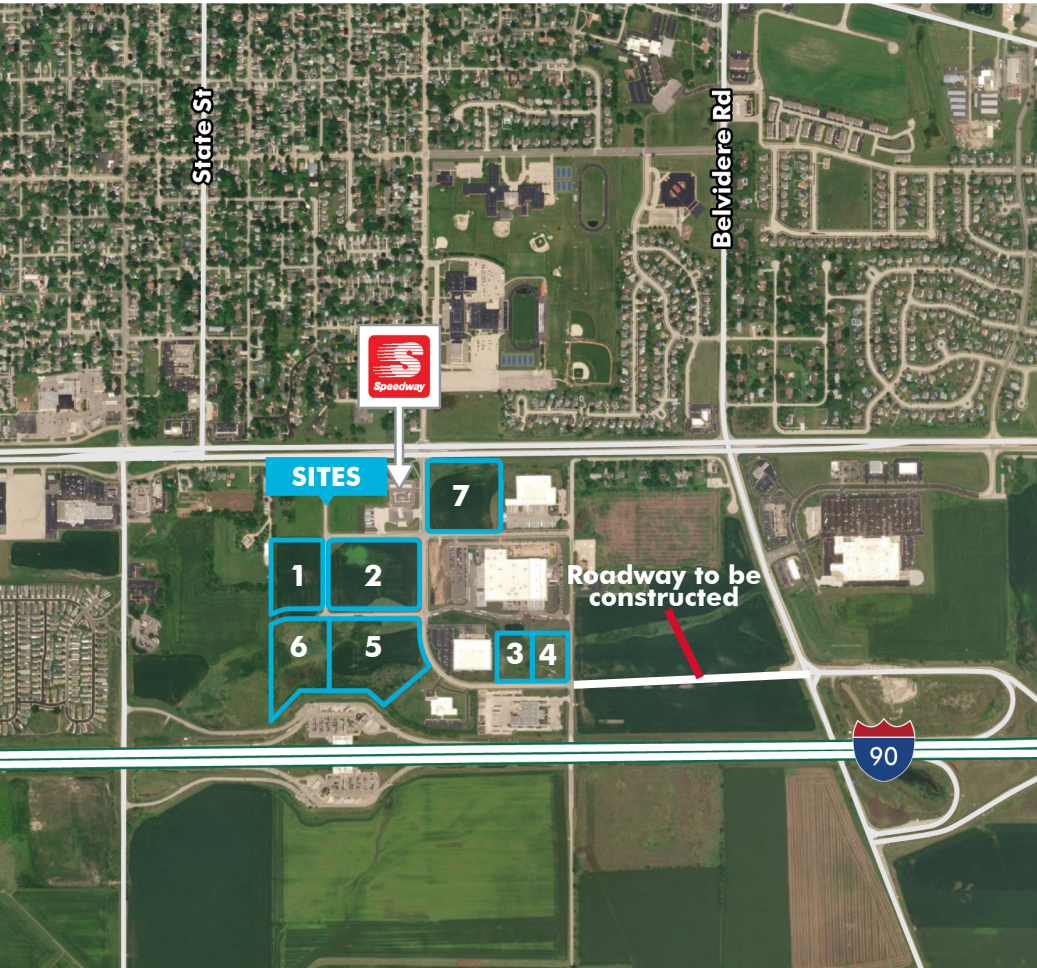 State St
Belvidere Rd
S
Speedway
SITES
7
1
2
Roadway to be
constructed
6
5
3
4
90